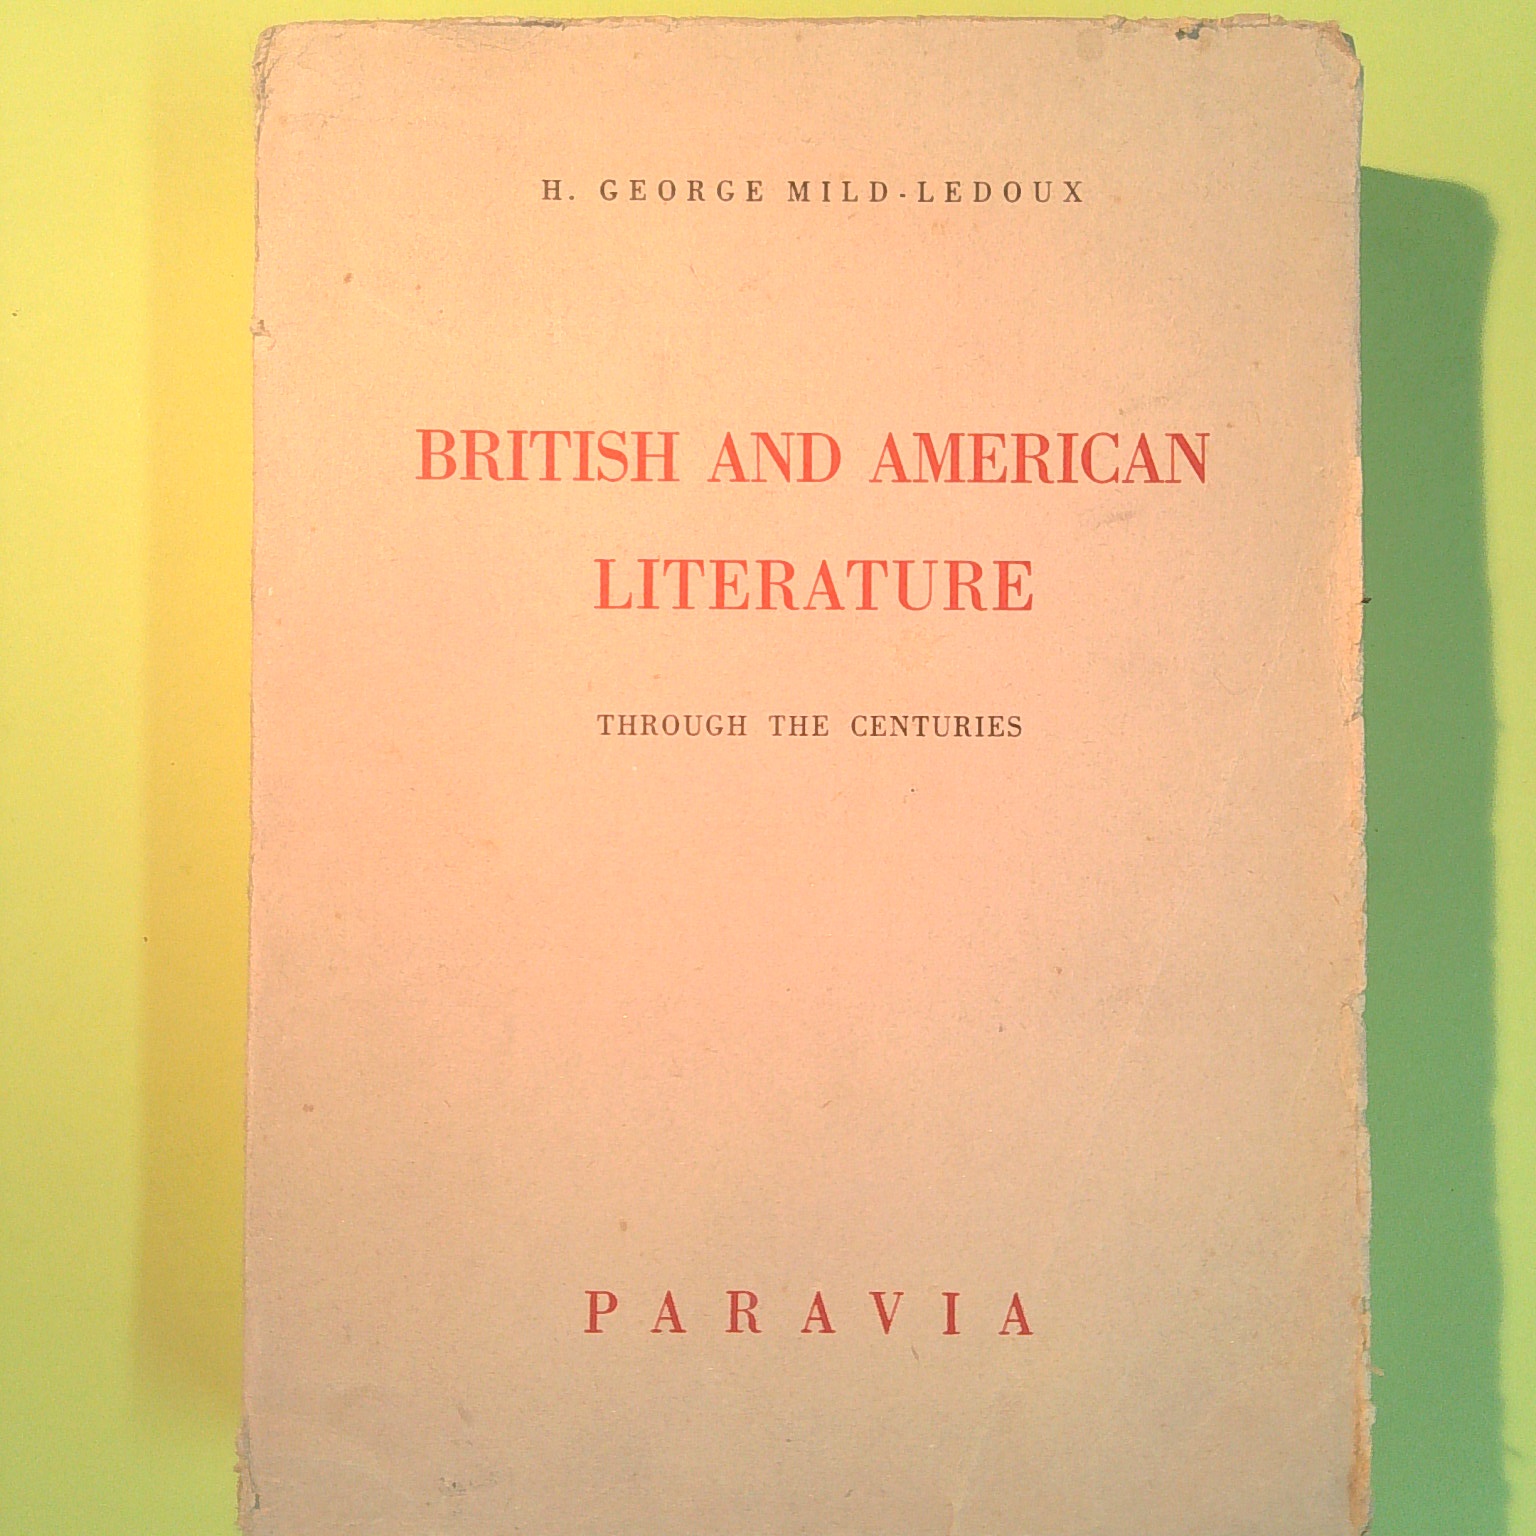 H. GEORGE MILD-LEDOUX
BRITISH AND AMERICAN
LITERATURE
THROUGH THE CENTURIES
PARAVIA